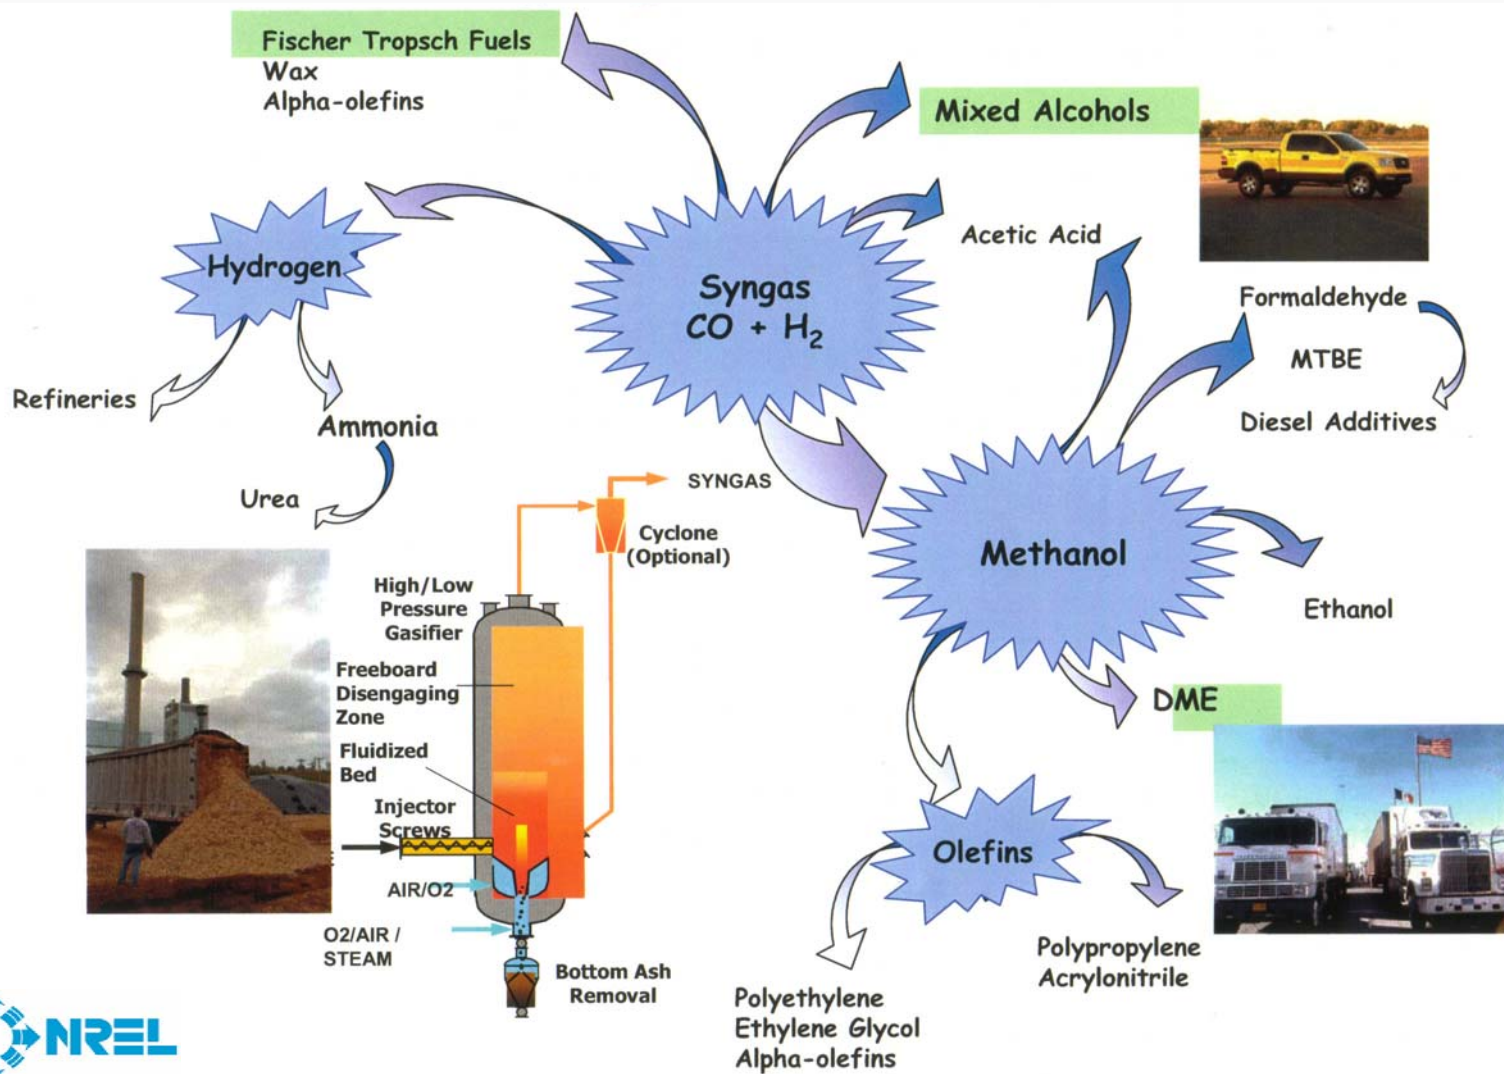 Fischer Tropsch Fuels
Wax
Alpha-olefins
Mixed Alcohols
Acetic Acid
Hydrogen
Syngas
CO + H₂
Formaldehyde
MTBE
Diesel Additives
Refineries
Ammonia
Urea
SYNGAS
Cyclone
(Optional)
Methanol
High/Low
Pressure
Gasifier
Ethanol
Freeboard
Disengaging
Zone
DME
Fluidized
Bed
Injector
Screws
Olefins
AIR/O2
O2/AIR /
STEAM
Bottom Ash
Removal
Polypropylene
Acrylonitrile
Polyethylene
Ethylene Glycol
Alpha-olefins
NREL